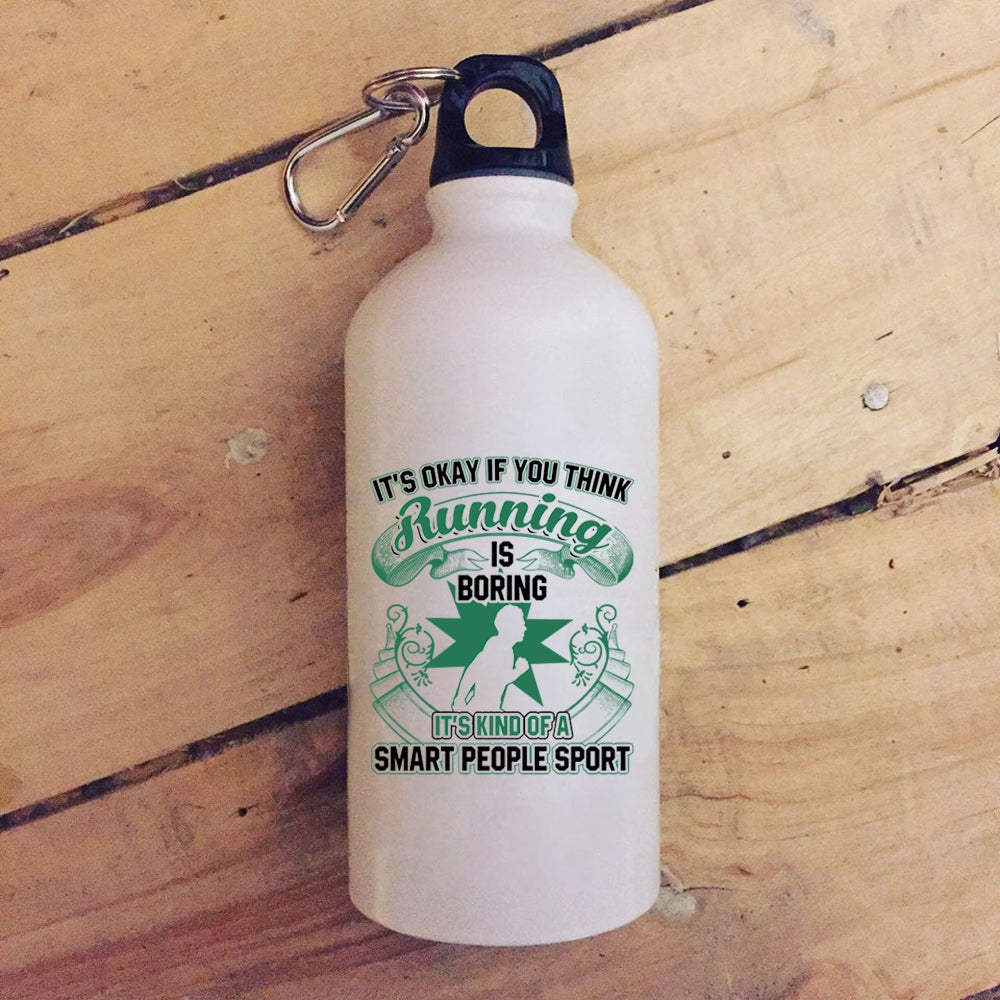 IT'S OKAY IF YOU THINK
Running
IS
BORING
IT'S KIND OF A
SMART PEOPLE SPORT